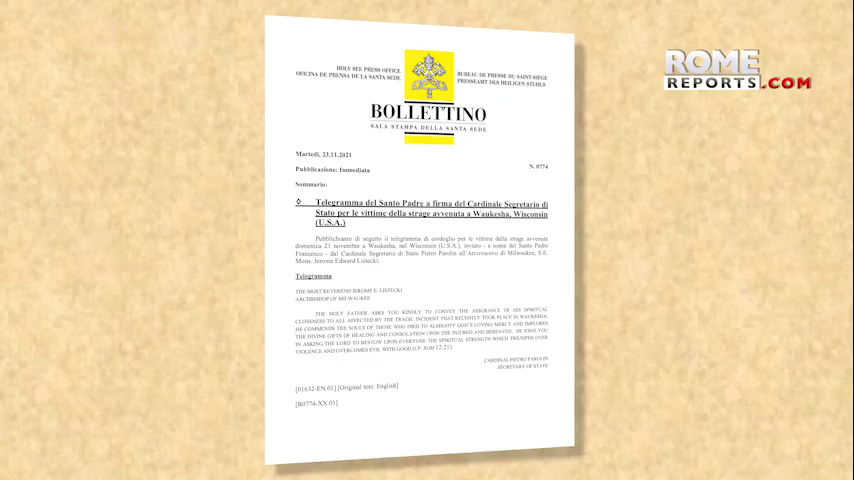 HOLY SEE PRESS OFFICE
OFICINA DE PRENSA DE LA SANTA SEDE
BUREAU DE PRESSE DU SAINT-SIÈGE
PRESSEAMT DES HEILIGEN STUHLS
BOLLETTINO
SALA STAMPA DELLA SANTA SEDE
ROME
REPORTS.COM
Martedì, 23.11.2021
N. 0774
Pubblicazione: Immediata
Sommario:
◊ Telegramma del Santo Padre a firma del Cardinale Segretario di
Stato per le vittime della strage avvenuta a Waukesha, Wisconsin
(U.S.A.)
Pubblichiamo di seguito il telegramma di cordoglio per le vittime della strage avvenuta
domenica 21 novembre a Waukesha, nel Wisconsin (U.S.A.), inviato - a nome del Santo Padre
Francesco - dal Cardinale Segretario di Stato Pietro Parolin all'Arcivescovo di Milwaukee, S.E.
Mons. Jerome Edward Listecki:
Telegramma
THE MOST REVEREND JEROME E. LISTECKI
ARCHBISHOP OF MILWAUKEE
THE HOLY FATHER ASKS YOU KINDLY TO CONVEY THE ASSURANCE OF HIS SPIRITUAL
CLOSENESS TO ALL AFFECTED BY THE TRAGIC INCIDENT THAT RECENTLY TOOK PLACE IN WAUKESHA.
HE COMMENDS THE SOULS OF THOSE WHO DIED TO ALMIGHTY GOD'S LOVING MERCY AND IMPLORES
THE DIVINE GIFTS OF HEALING AND CONSOLATION UPON THE INJURED AND BEREAVED. HE JOINS YOU
IN ASKING THE LORD TO BESTOW UPON EVERYONE THE SPIRITUAL STRENGTH WHICH TRIUMPHS OVER
VIOLENCE AND OVERCOMES EVIL WITH GOOD (CF. ROM 12:21).
CARDINAL PIETRO PAROLIN
SECRETARY OF STATE
[01632-EN.01] [Original text: English]
[B0774-XX.01]